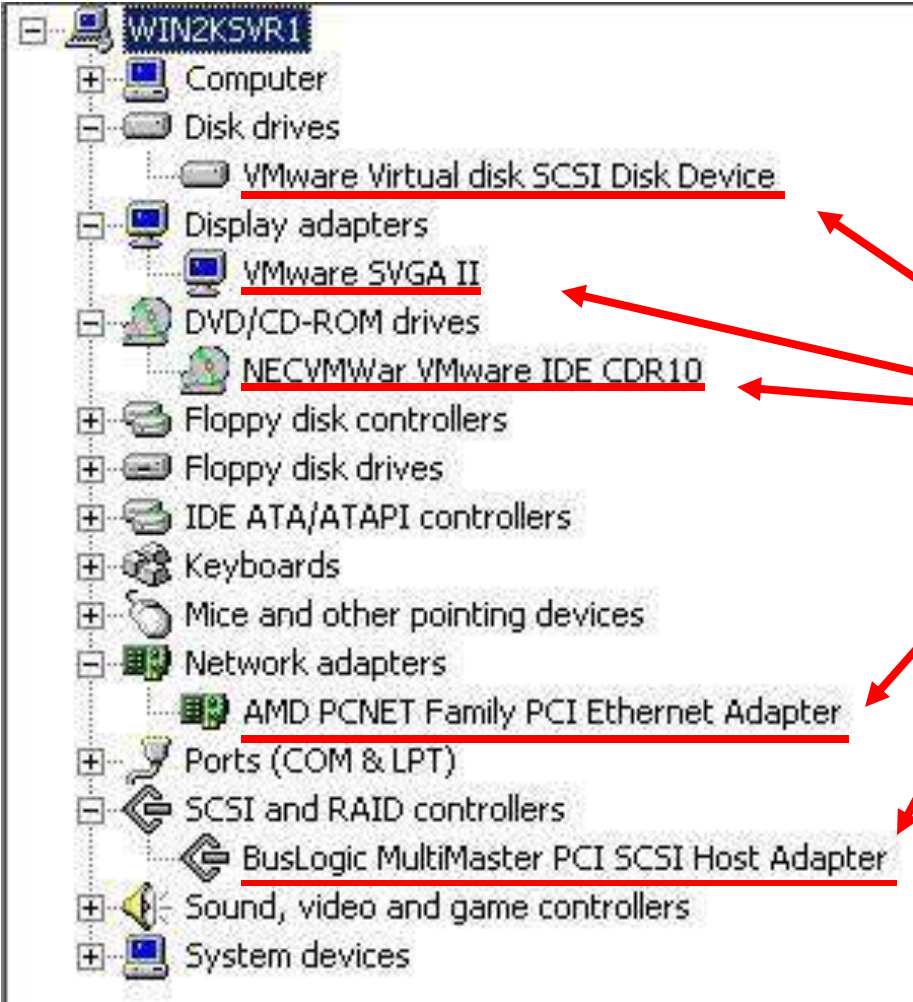 WIN2KSVR1
Computer
Disk drives
VMware Virtual disk SCSI Disk Device
Display adapters
VMware SVGA II
DVD/CD-ROM drives
NECVMWar VMware IDE CDR10
Floppy disk controllers
Floppy disk drives
IDE ATA/ATAPI controllers
Keyboards
Mice and other pointing devices
Network adapters
AMD PCNET Family PCI Ethernet Adapter
Ports (COM & LPT)
SCSI and RAID controllers
BusLogic MultiMaster PCI SCSI Host Adapter
Sound, video and game controllers
System devices